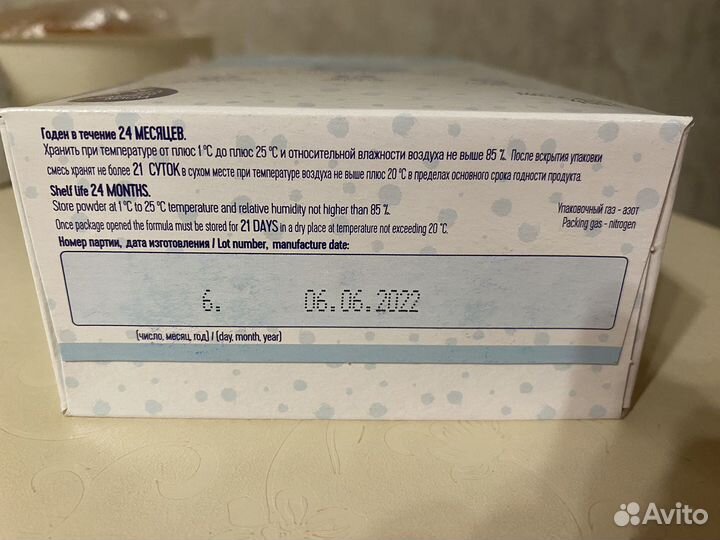 Годен в течение 24 МЕСЯЦЕВ.
Хранить при температуре от плюс 1 °C до плюс 25 °C и относительной влажности воздуха не выше 85 %. После вскрытия упаковки
смесь хранят не более 21 СУТОК в сухом месте при температуре воздуха не выше плюс 20 °C в пределах основного срока годности продукта.
Shelf life 24 MONTHS.
Store powder at 1 °C to 25 °C temperature and relative humidity not higher than 85 %.
Once package opened the formula must be stored for 21 DAYS in a dry place at temperature not exceeding 20 °C.
Упаковочный газ - азот
Packing gas - nitrogen
Номер партии, дата изготовления / Lot number, manufacture date:
6. 06.06.2022
(число, месяц, год) / (day, month, year)
Avito